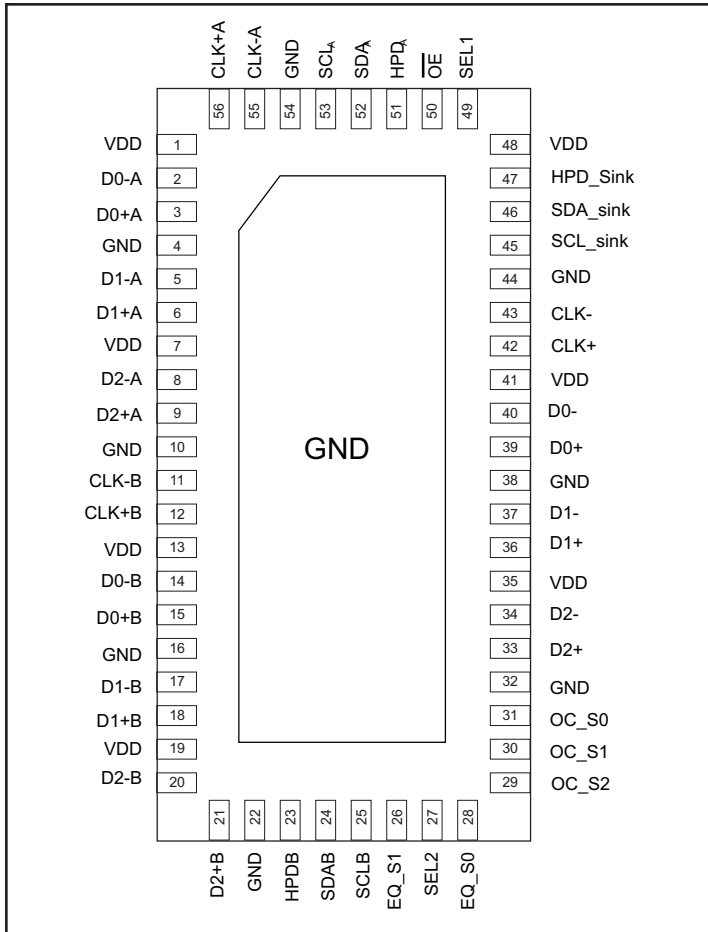 CLK+A CLK-A GND SCLA SDAA HPDA OE SEL1
56 55 54 53 52 51 50 49
VDD 1 48 VDD
D0-A 2 47 HPD_Sink
D0+A 3 46 SDA_sink
GND 4 45 SCL_sink
D1-A 5 44 GND
D1+A 6 43 CLK-
VDD 7 42 CLK+
D2-A 8 41 VDD
D2+A 9 40 D0-
GND 10 39 D0+
CLK-B 11 38 GND
CLK+B 12 37 D1-
VDD 13 36 D1+
D0-B 14 35 VDD
D0+B 15 34 D2-
GND 16 33 D2+
D1-B 17 32 GND
D1+B 18 31 OC_S0
VDD 19 30 OC_S1
D2-B 20 29 OC_S2
GND
21 22 23 24 25 26 27 28
D2+B GND HPDB SDAB SCLB EQ_S1 SEL2 EQ_S0